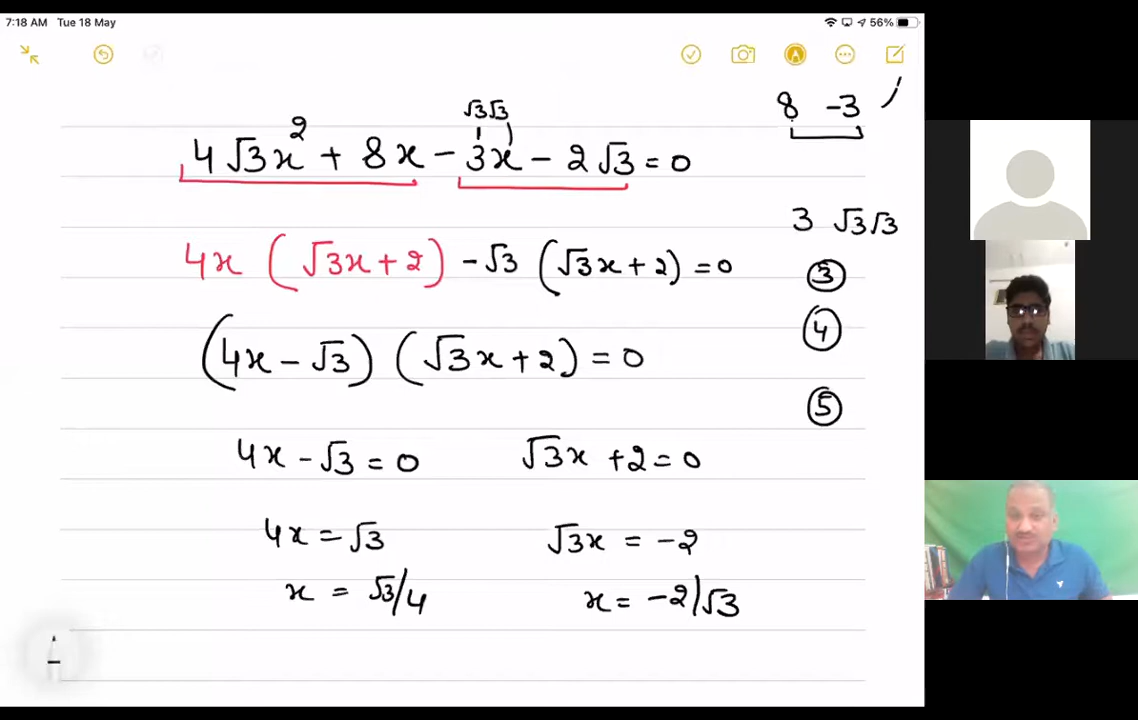 7:18 AM Tue 18 May 56%
8 -3
√3√3
4√3x² + 8x - 3x - 2√3 = 0
3 √3√3
4x (√3x + 2) - √3 (√3x + 2) = 0
③
④
(4x - √3) (√3x + 2) = 0
⑤
4x - √3 = 0 √3x + 2 = 0
4x = √3 √3x = -2
x = √3/4 x = -2/√3